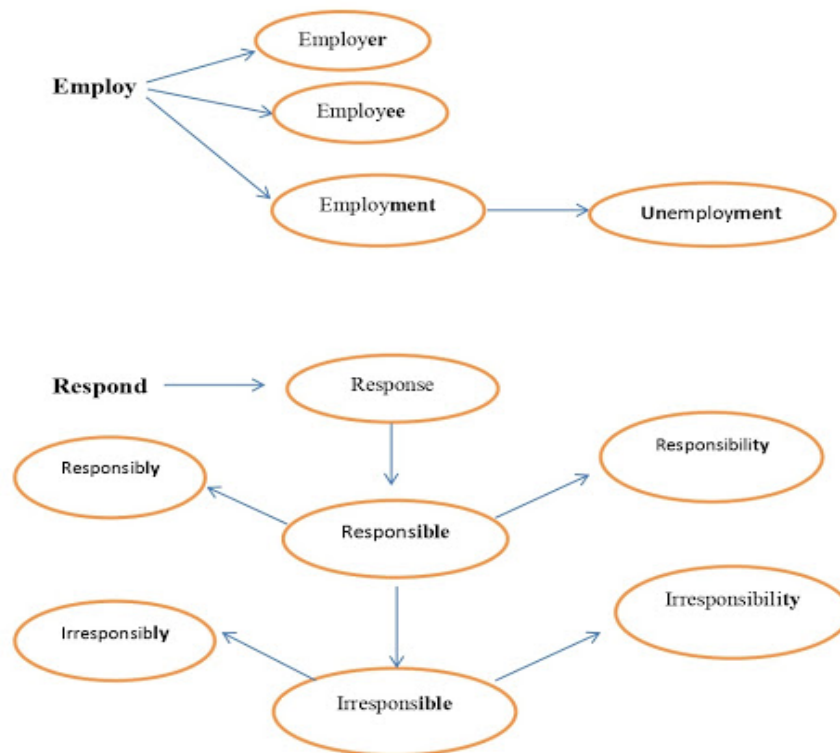 Employer
Employ
Employee
Employment
Unemployment
Respond
Response
Responsibly
Responsibility
Responsible
Irresponsibly
Irresponsibility
Irresponsible